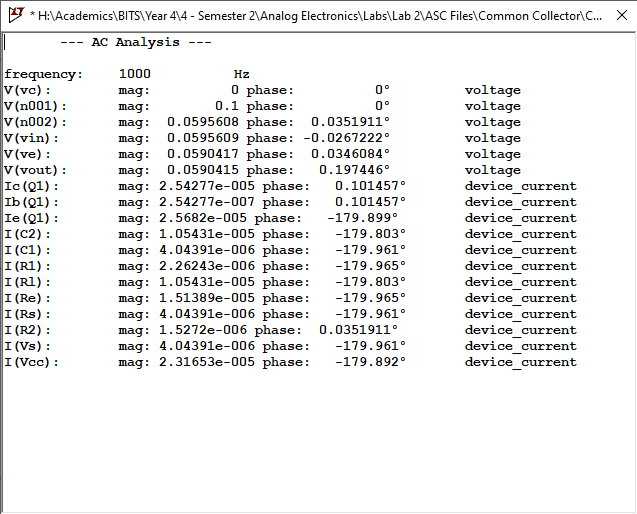 * H:\Academics\BITS\Year 4\4 - Semester 2\Analog Electronics\Labs\Lab 2\ASC Files\Common Collector\C...
--- AC Analysis ---
frequency: 1000 Hz
V(vc): mag: 0 phase: 0° voltage
V(n001): mag: 0.1 phase: 0° voltage
V(n002): mag: 0.0595608 phase: 0.0351911° voltage
V(vin): mag: 0.0595609 phase: -0.0267222° voltage
V(ve): mag: 0.0590417 phase: 0.0346084° voltage
V(vout): mag: 0.0590415 phase: 0.197446° voltage
Ic(Q1): mag: 2.54277e-005 phase: 0.101457° device_current
Ib(Q1): mag: 2.54277e-007 phase: 0.101457° device_current
Ie(Q1): mag: 2.5682e-005 phase: -179.899° device_current
I(C2): mag: 1.05431e-005 phase: -179.803° device_current
I(C1): mag: 4.04391e-006 phase: -179.961° device_current
I(R1): mag: 2.26243e-006 phase: -179.965° device_current
I(Rl): mag: 1.05431e-005 phase: -179.803° device_current
I(Re): mag: 1.51389e-005 phase: -179.965° device_current
I(Rs): mag: 4.04391e-006 phase: -179.961° device_current
I(R2): mag: 1.5272e-006 phase: 0.0351911° device_current
I(Vs): mag: 4.04391e-006 phase: -179.961° device_current
I(Vcc): mag: 2.31653e-005 phase: -179.892° device_current